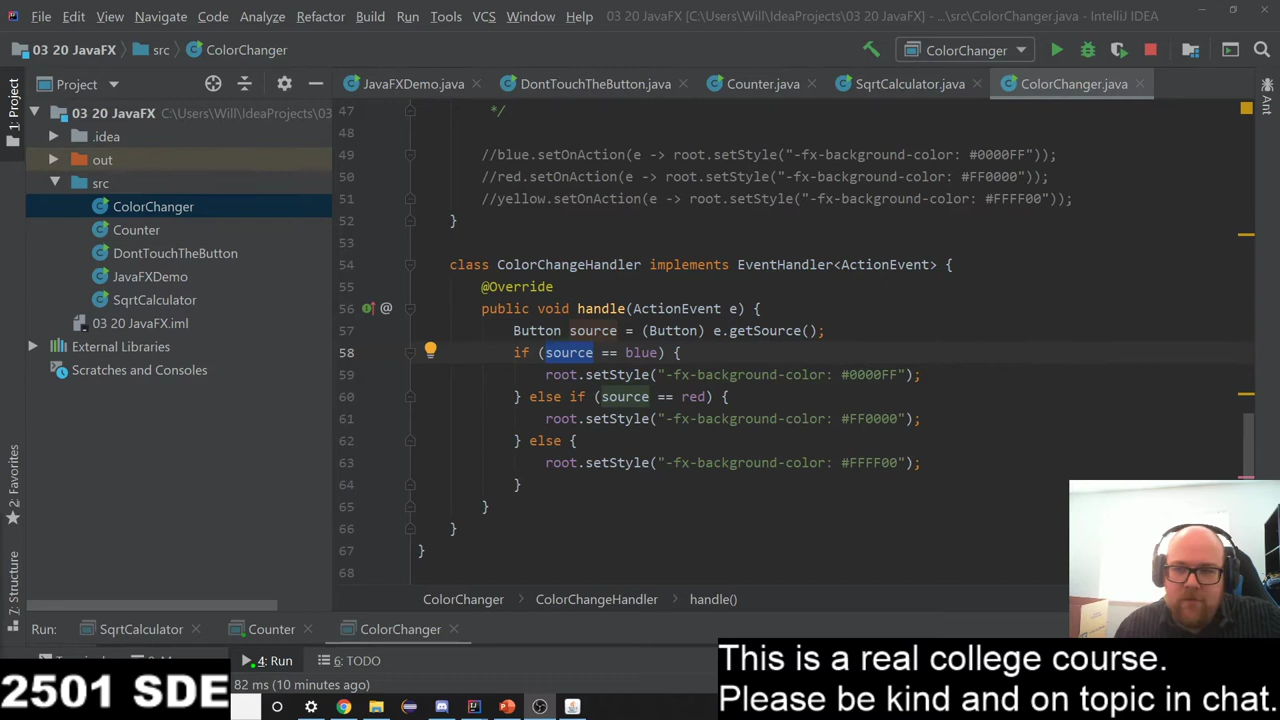 File Edit View Navigate Code Analyze Refactor Build Run Tools VCS Window Help 03 20 JavaFX [C:\Users\Will\IdeaProjects\03 20 JavaFX] - ...\src\ColorChanger.java - IntelliJ IDEA
03 20 JavaFX src ColorChanger ColorChanger
1: Project Project JavaFXDemo.java DontTouchTheButton.java Counter.java SqrtCalculator.java ColorChanger.java Ant
03 20 JavaFX C:\Users\Will\IdeaProjects\03
.idea
out
src
ColorChanger
Counter
DontTouchTheButton
JavaFXDemo
SqrtCalculator
03 20 JavaFX.iml
External Libraries
Scratches and Consoles
2: Favorites
7: Structure
47 */
48
49 //blue.setOnAction(e -> root.setStyle("-fx-background-color: #0000FF"));
50 //red.setOnAction(e -> root.setStyle("-fx-background-color: #FF0000"));
51 //yellow.setOnAction(e -> root.setStyle("-fx-background-color: #FFFF00"));
52 }
53
54 class ColorChangeHandler implements EventHandler<ActionEvent> {
55 @Override
56 @ public void handle(ActionEvent e) {
57 Button source = (Button) e.getSource();
58 if (source == blue) {
59 root.setStyle("-fx-background-color: #0000FF");
60 } else if (source == red) {
61 root.setStyle("-fx-background-color: #FF0000");
62 } else {
63 root.setStyle("-fx-background-color: #FFFF00");
64 }
65 }
66 }
67 }
68
ColorChanger > ColorChangeHandler > handle()
Run: SqrtCalculator Counter ColorChanger
4: Run 6: TODO
82 ms (10 minutes ago)
2501 SDE
This is a real college course.
Please be kind and on topic in chat.